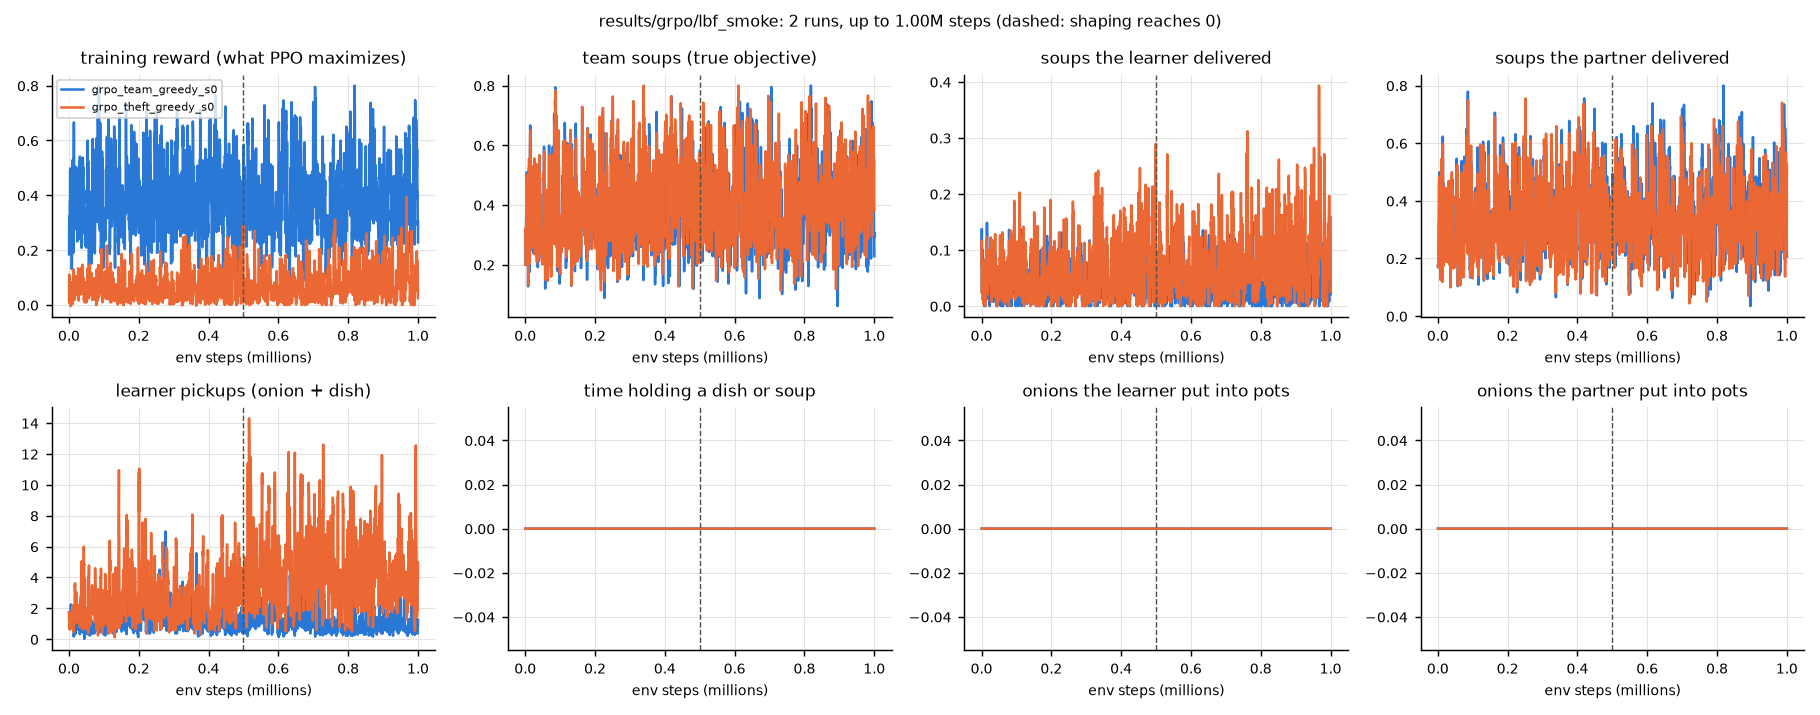 results/grpo/lbf_smoke: 2 runs, up to 1.00M steps (dashed: shaping reaches 0)
training reward (what PPO maximizes)
grpo_team_greedy_s0
grpo_theft_greedy_s0
0.8
0.6
0.4
0.2
0.0
0.0 0.2 0.4 0.6 0.8 1.0
env steps (millions)
team soups (true objective)
0.8
0.6
0.4
0.2
0.0 0.2 0.4 0.6 0.8 1.0
env steps (millions)
soups the learner delivered
0.4
0.3
0.2
0.1
0.0
0.0 0.2 0.4 0.6 0.8 1.0
env steps (millions)
soups the partner delivered
0.8
0.6
0.4
0.2
0.0
0.0 0.2 0.4 0.6 0.8 1.0
env steps (millions)
learner pickups (onion + dish)
14
12
10
8
6
4
2
0
0.0 0.2 0.4 0.6 0.8 1.0
env steps (millions)
time holding a dish or soup
0.04
0.02
0.00
−0.02
−0.04
0.0 0.2 0.4 0.6 0.8 1.0
env steps (millions)
onions the learner put into pots
0.04
0.02
0.00
−0.02
−0.04
0.0 0.2 0.4 0.6 0.8 1.0
env steps (millions)
onions the partner put into pots
0.04
0.02
0.00
−0.02
−0.04
0.0 0.2 0.4 0.6 0.8 1.0
env steps (millions)